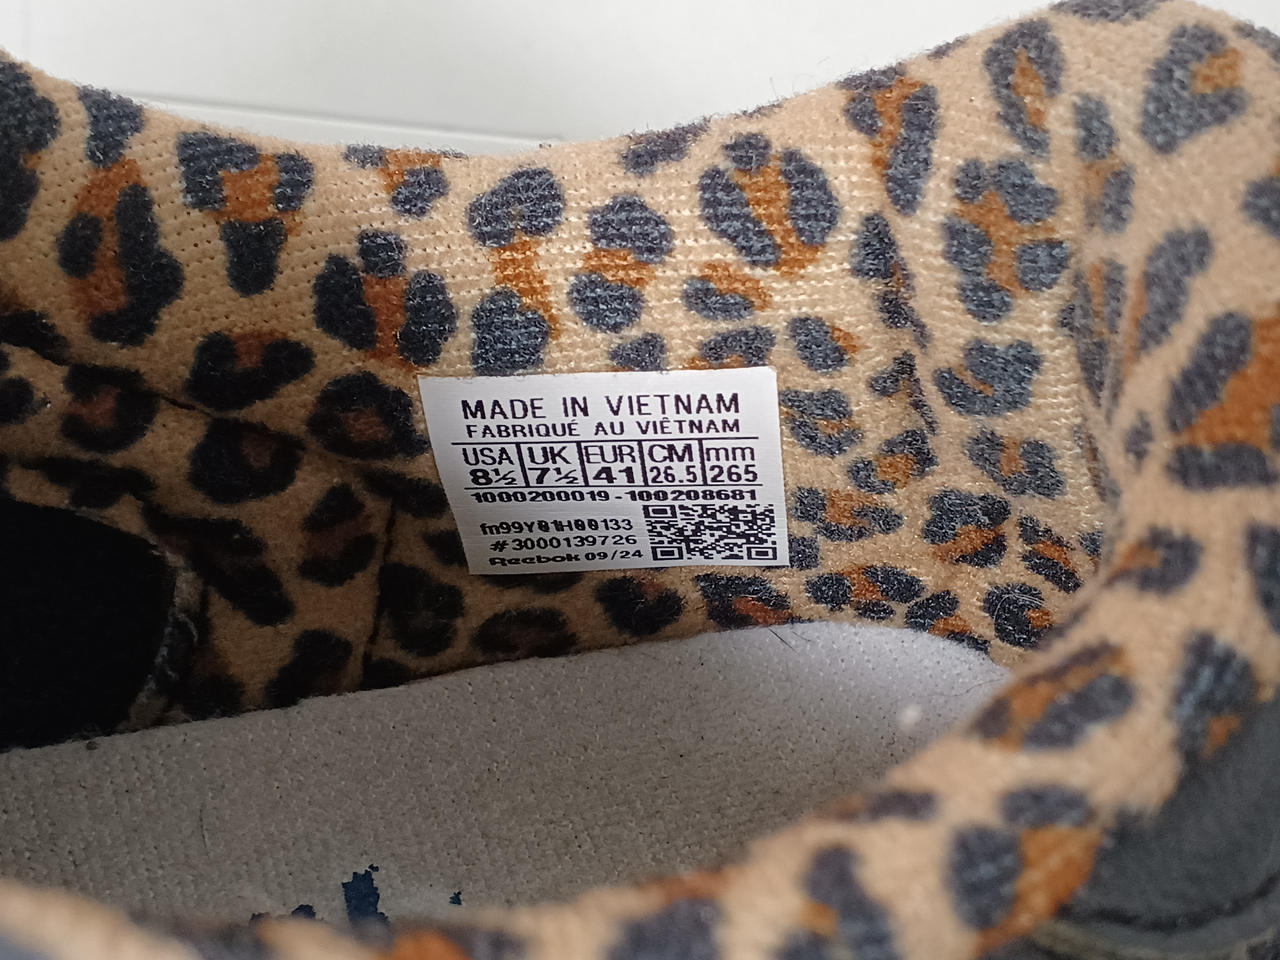 MADE IN VIETNAM
FABRIQUÉ AU VIÊTNAM
USA UK EUR CM mm
8½ 7½ 41 26.5 265
1000200019 - 100208681
fm99Y01H00133
#3000139726
Reebok 09/24